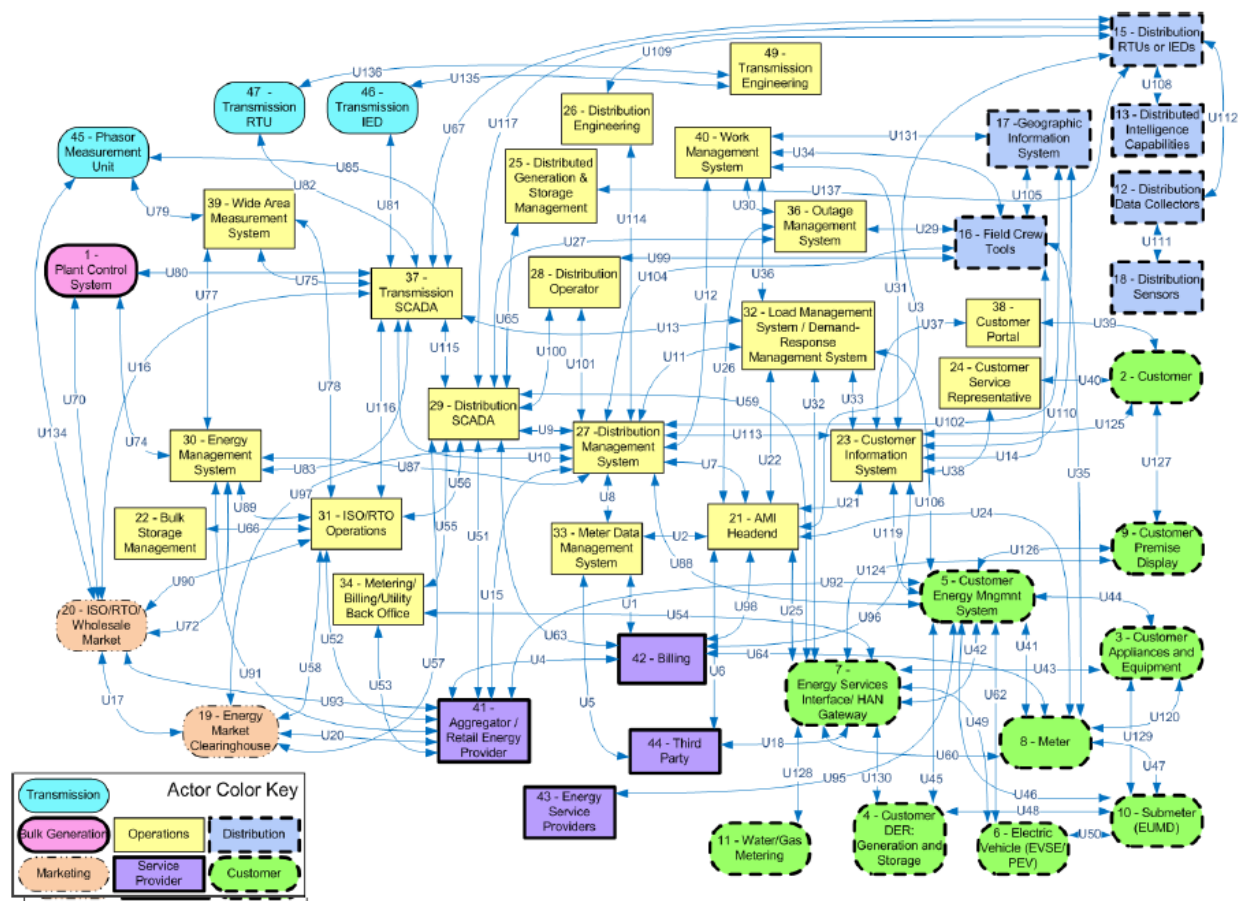 15 - Distribution
RTUs or IEDs
49 -
Transmission
Engineering
U109
U136
U135
47 -
Transmission
RTU
46 -
Transmission
IED
U67
U117
26 - Distribution
Engineering
U108
U112
13 - Distributed
Intelligence
Capabilities
17 -Geographic
Information
System
40 - Work
Management
System
U131
U34
45 - Phasor
Measurement
Unit
U85
U82
U81
25 - Distributed
Generation &
Storage
Management
U137
U105
12 - Distribution
Data Collectors
U79
39 - Wide Area
Measurement
System
U30
36 - Outage
Management
System
U29
16 - Field Crew
Tools
U111
U114
U27
U99
U104
1 -
Plant Control
System
U80
U75
37 -
Transmission
SCADA
28 - Distribution
Operator
U36
U31
18 - Distribution
Sensors
U77
U12
U3
32 - Load Management
System / Demand-
Response
Management System
38 -
Customer
Portal
U37
U39
U13
U65
U115
U100
U101
U11
U26
U16
U78
U116
24 - Customer
Service
Representative
U40
2 - Customer
U70
U134
U74
29 - Distribution
SCADA
U9
U10
27 -Distribution
Management
System
U59
U32
U33
U113
U102
U110
U125
30 - Energy
Management
System
U83
U87
U97
U7
U22
23 - Customer
Information
System
U14
U38
U35
U127
U69
U56
U8
U21
U106
22 - Bulk
Storage
Management
U66
31 - ISO/RTO
Operations
U55
U51
33 - Meter Data
Management
System
U2
21 - AMI
Headend
U24
U119
9 - Customer
Premise
Display
U126
U124
U90
34 - Metering/
Billing/Utility
Back Office
U88
U92
5 - Customer
Energy Mngmnt
System
U44
20 - ISO/RTO/
Wholesale
Market
U72
U15
U1
U98
U25
U54
U96
U52
U63
U58
U57
U53
U91
U93
U4
42 - Billing
U64
U42
U41
U43
3 - Customer
Appliances and
Equipment
U17
U6
U5
7 -
Energy Services
Interface/ HAN
Gateway
U62
U49
19 - Energy
Market
Clearinghouse
U20
41 -
Aggregator /
Retail Energy
Provider
44 - Third
Party
U18
U60
8 - Meter
U120
U129
U47
U128
U95
U130
U45
U46
U48
43 - Energy
Service
Providers
11 - Water/Gas
Metering
4 - Customer
DER:
Generation and
Storage
6 - Electric
Vehicle (EVSE/
PEV)
U50
10 - Submeter
(EUMD)
Actor Color Key
Transmission
Bulk Generation
Operations
Distribution
Marketing
Service
Provider
Customer